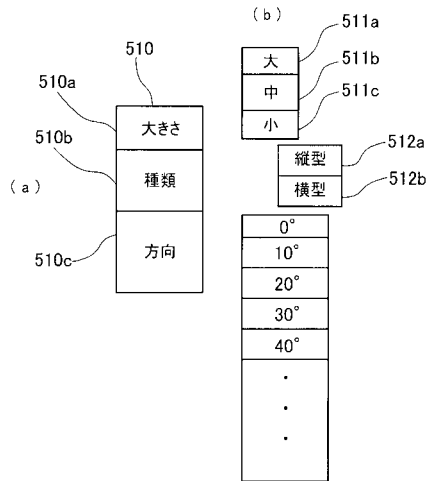 (a)
510
510a
大きさ
510b
種類
510c
方向
(b)
511a
大
511b
中
511c
小
512a
縦型
512b
横型
0°
10°
20°
30°
40°
・
・
・